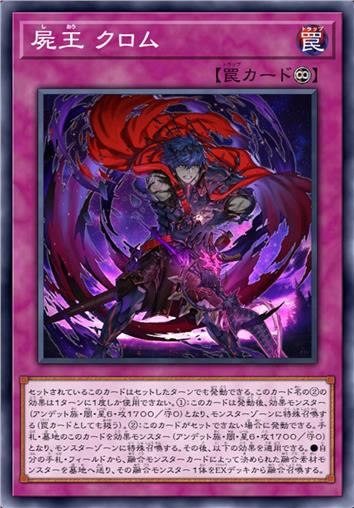 屍王 クロム
罠
【罠カード】
セットされているこのカードはセットしたターンでも発動できる。このカード名の②の
効果は1ターンに1度しか使用できない。①:このカードは発動後、効果モンスター
(アンデット族・闇・星6・攻1700/守0)となり、モンスターゾーンに特殊召喚す
る(罠カードとしても扱う)。②:このカードがセットできない場合に発動できる。手
札・墓地のこのカードを効果モンスター(アンデット族・闇・星6・攻1700/守0)
となり、モンスターゾーンに特殊召喚する。その後、以下の効果を適用できる。●自
分の手札・フィールドから、融合モンスターカードによって決められた融合素材モ
ンスターを墓地へ送り、その融合モンスター1体をEXデッキから融合召喚する。